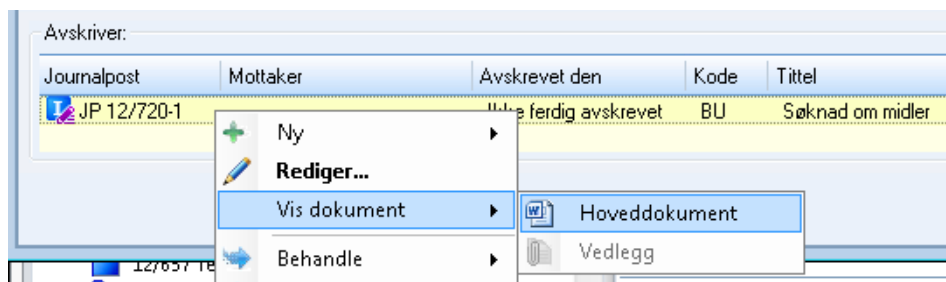 Avskriver:
Journalpost Mottaker Avskrevet den Kode Tittel
JP 12/720-1 Ikke ferdig avskrevet BU Søknad om midler
Ny
Rediger...
Vis dokument Hoveddokument
Vedlegg
Behandle
12/657